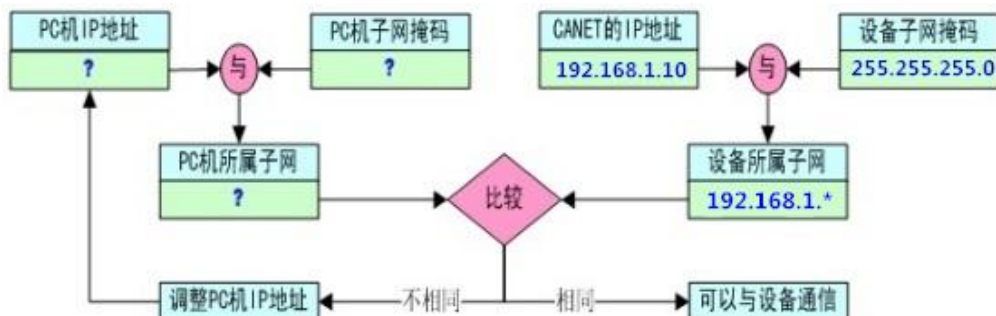 PC机IP地址
?
与
PC机子网掩码
?
CANET的IP地址
192.168.1.10
与
设备子网掩码
255.255.255.0
PC机所属子网
?
比较
设备所属子网
192.168.1.*
调整PC机IP地址
不相同
相同
可以与设备通信